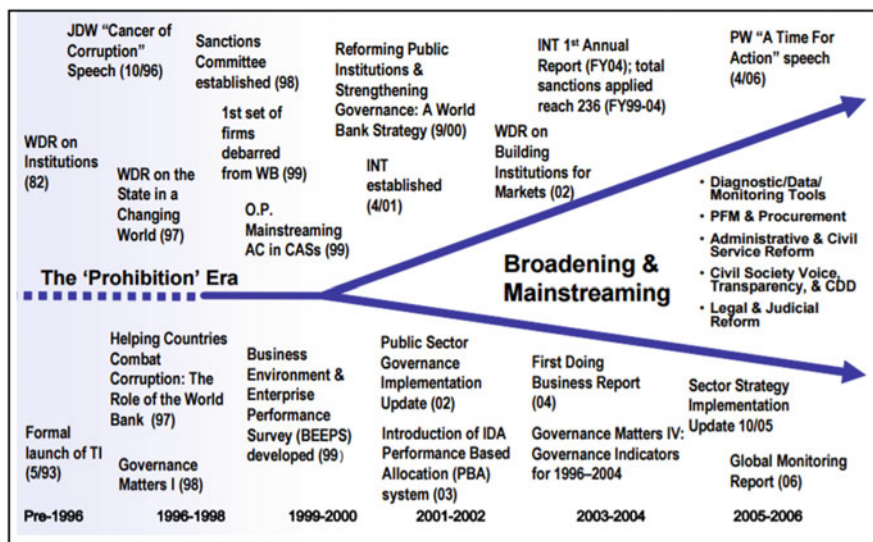 JDW “Cancer of
Corruption”
Speech (10/96)
Sanctions
Committee
established (98)
Reforming Public
Institutions &
Strengthening
Governance: A World
Bank Strategy (9/00)
INT 1st Annual
Report (FY04); total
sanctions applied
reach 236 (FY99-04)
PW “A Time For
Action” speech
(4/06)
WDR on
Institutions
(82)
WDR on the
State in a
Changing
World (97)
1st set of
firms
debarred
from WB (99)
O.P.
Mainstreaming
AC in CASs (99)
INT
established
(4/01)
WDR on
Building
Institutions for
Markets (02)
• Diagnostic/Data/
Monitoring Tools
• PFM & Procurement
• Administrative & Civil
Service Reform
• Civil Society Voice,
Transparency, & CDD
• Legal & Judicial
Reform
The ‘Prohibition’ Era
Broadening &
Mainstreaming
Helping Countries
Combat
Corruption: The
Role of the World
Bank (97)
Business
Environment &
Enterprise
Performance
Survey (BEEPS)
developed (99)
Public Sector
Governance
Implementation
Update (02)
First Doing
Business Report
(04)
Sector Strategy
Implementation
Update 10/05
Formal
launch of TI
(5/93)
Governance
Matters I (98)
Introduction of IDA
Performance Based
Allocation (PBA)
system (03)
Governance Matters IV:
Governance Indicators
for 1996–2004
Global Monitoring
Report (06)
Pre-1996 1996-1998 1999-2000 2001-2002 2003-2004 2005-2006